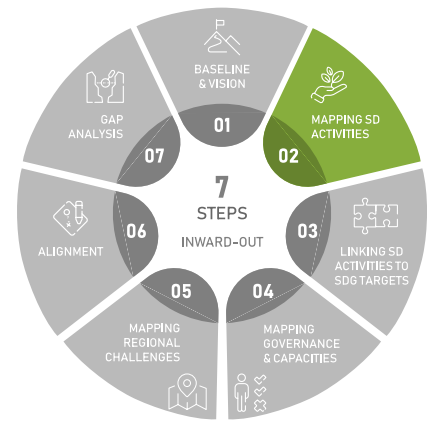 BASELINE
& VISION
01
MAPPING SD
ACTIVITIES
02
LINKING SD
ACTIVITIES TO
SDG TARGETS
03
MAPPING
GOVERNANCE
& CAPACITIES
04
MAPPING
REGIONAL
CHALLENGES
05
ALIGNMENT
06
GAP
ANALYSIS
07
7
STEPS
INWARD-OUT